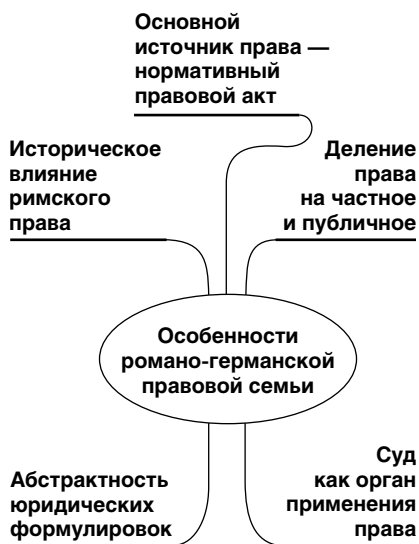 Основной
источник права —
нормативный
правовой акт
Историческое
влияние
римского
права
Деление
права
на частное
и публичное
Особенности
романо-германской
правовой семьи
Абстрактность
юридических
формулировок
Суд
как орган
применения
права